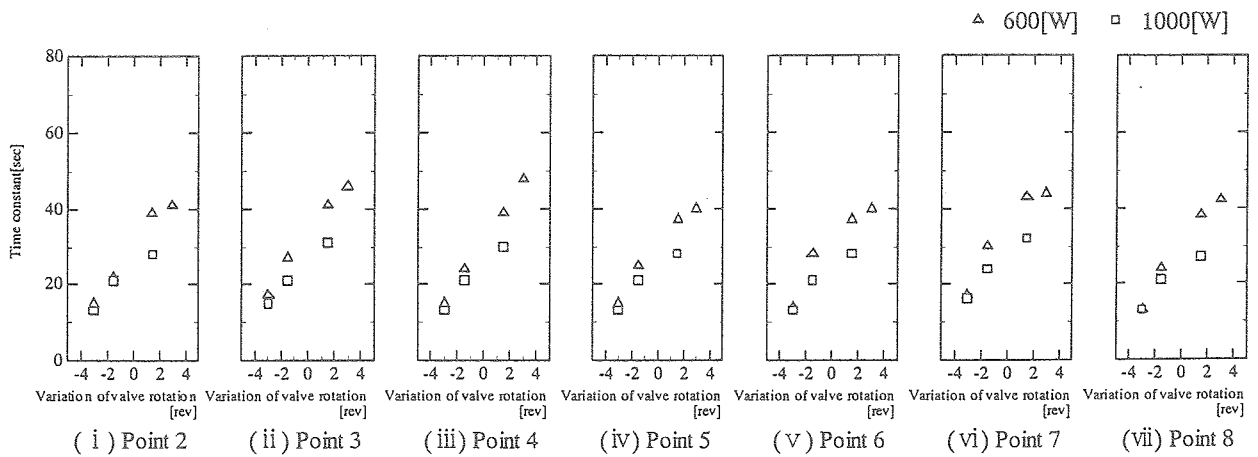 △ 600[W] □ 1000[W]
80
60
40
20
0
Time constant[sec]
-4 -2 0 2 4
-4 -2 0 2 4
-4 -2 0 2 4
-4 -2 0 2 4
-4 -2 0 2 4
-4 -2 0 2 4
-4 -2 0 2 4
Variation of valve rotation
[rev]
Variation of valve rotation
[rev]
Variation of valve rotation
[rev]
Variation of valve rotation
[rev]
Variation of valve rotation
[rev]
Variation of valve rotation
[rev]
Variation of valve rotation
[rev]
(i) Point 2
(ii) Point 3
(iii) Point 4
(iv) Point 5
(v) Point 6
(vi) Point 7
(vii) Point 8